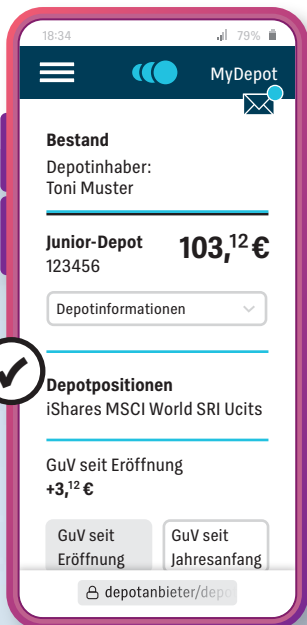 18:34 79%
MyDepot
Bestand
Depotinhaber:
Toni Muster
Junior-Depot 103,12 €
123456
Depotinformationen
Depotpositionen
iShares MSCI World SRI Ucits
GuV seit Eröffnung
+3,12 €
GuV seit GuV seit
Eröffnung Jahresanfang
depotanbieter/depo